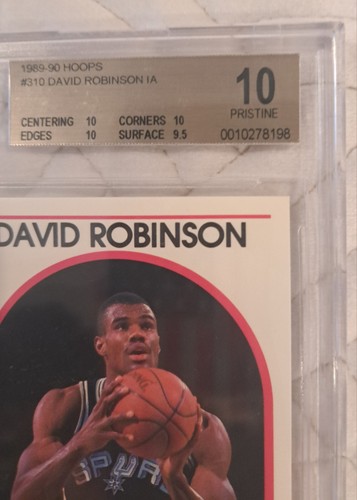 1989-90 HOOPS
#310 DAVID ROBINSON IA
10
PRISTINE
CENTERING 10 CORNERS 10
EDGES 10 SURFACE 9.5
0010278198
DAVID ROBINSON
SPURS